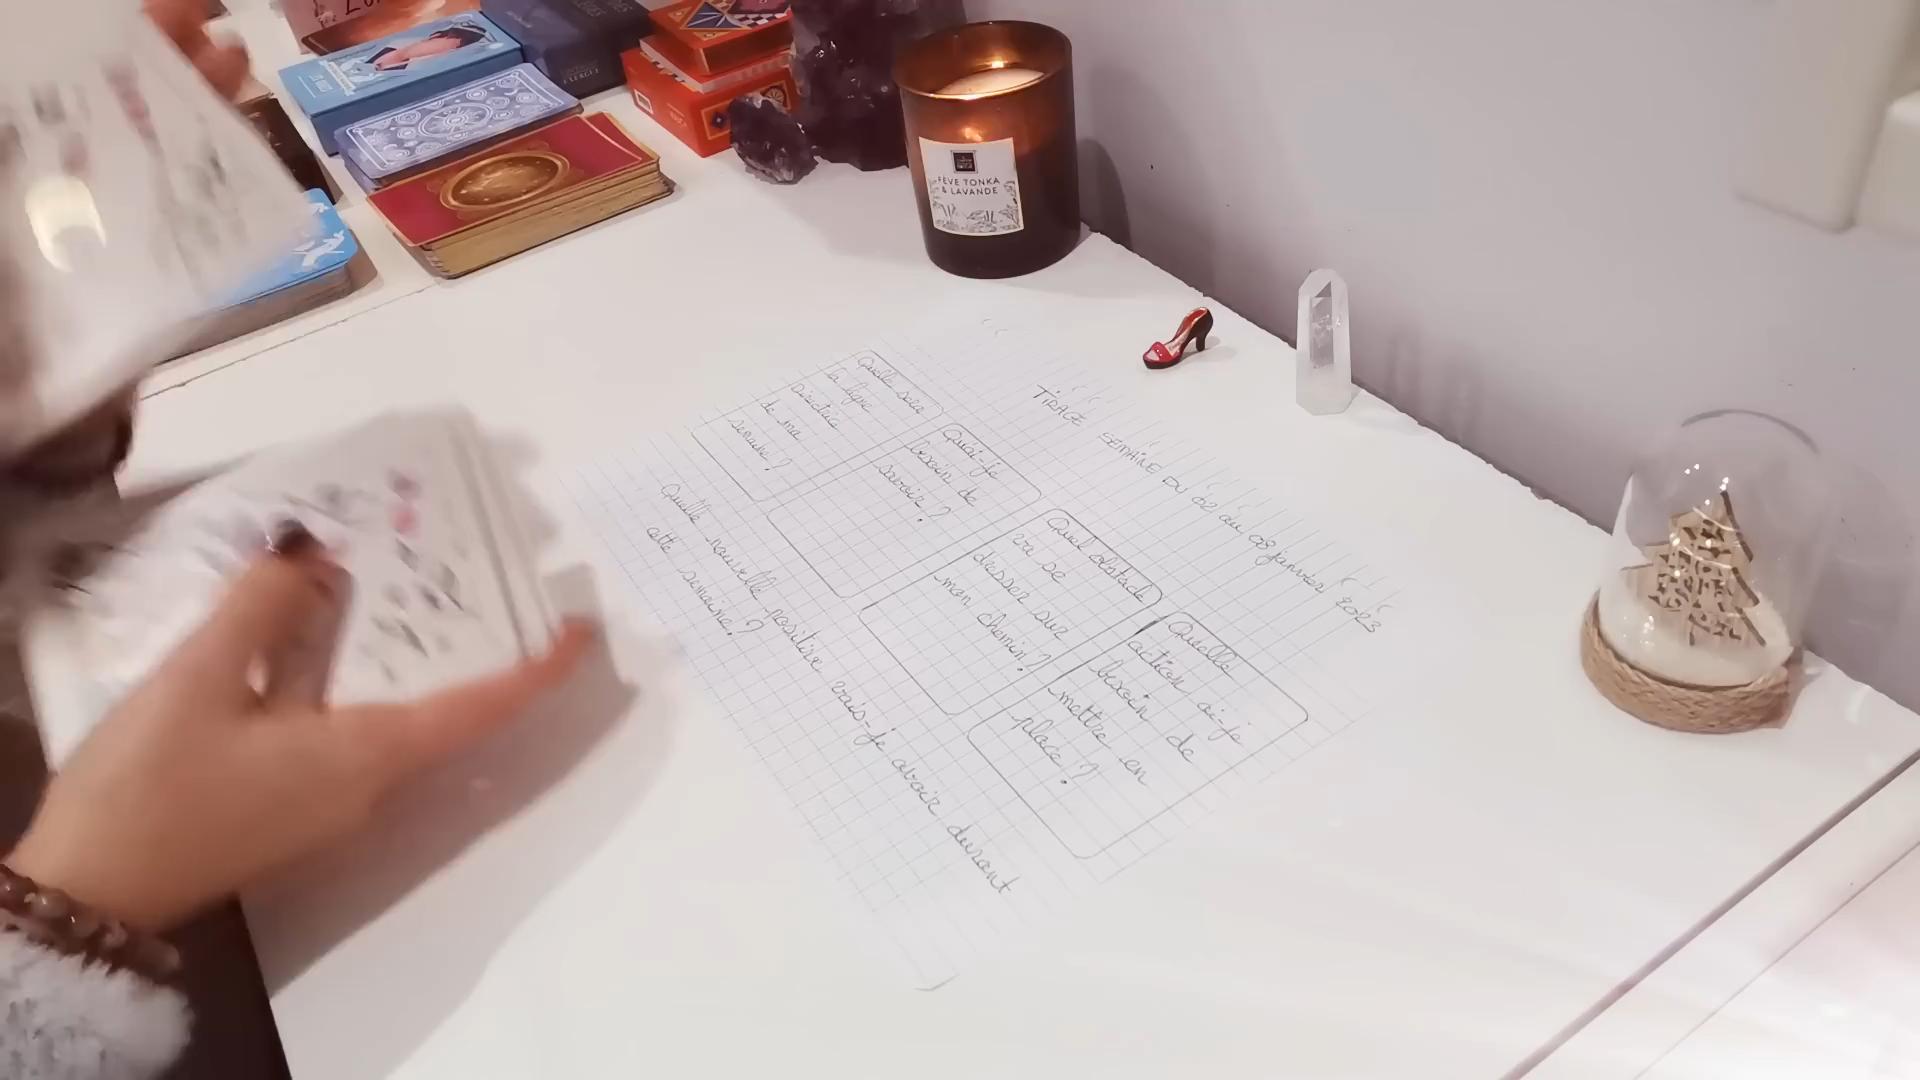 TIRAGE SEMAINE DU 02 AU 08 janvier 2023
Quelle sera
la ligne
Directrice
de ma
semaine ?
Quai-je
besoin de
savoir ?
Quel obstacle
va se
dresser sur
mon chemin ?
Quelle
action ai-je
besoin de
mettre en
place ?
Quelle nouvelle positive vais-je avoir durant
cette semaine ?
FÈVE TONKA
& LAVANDE